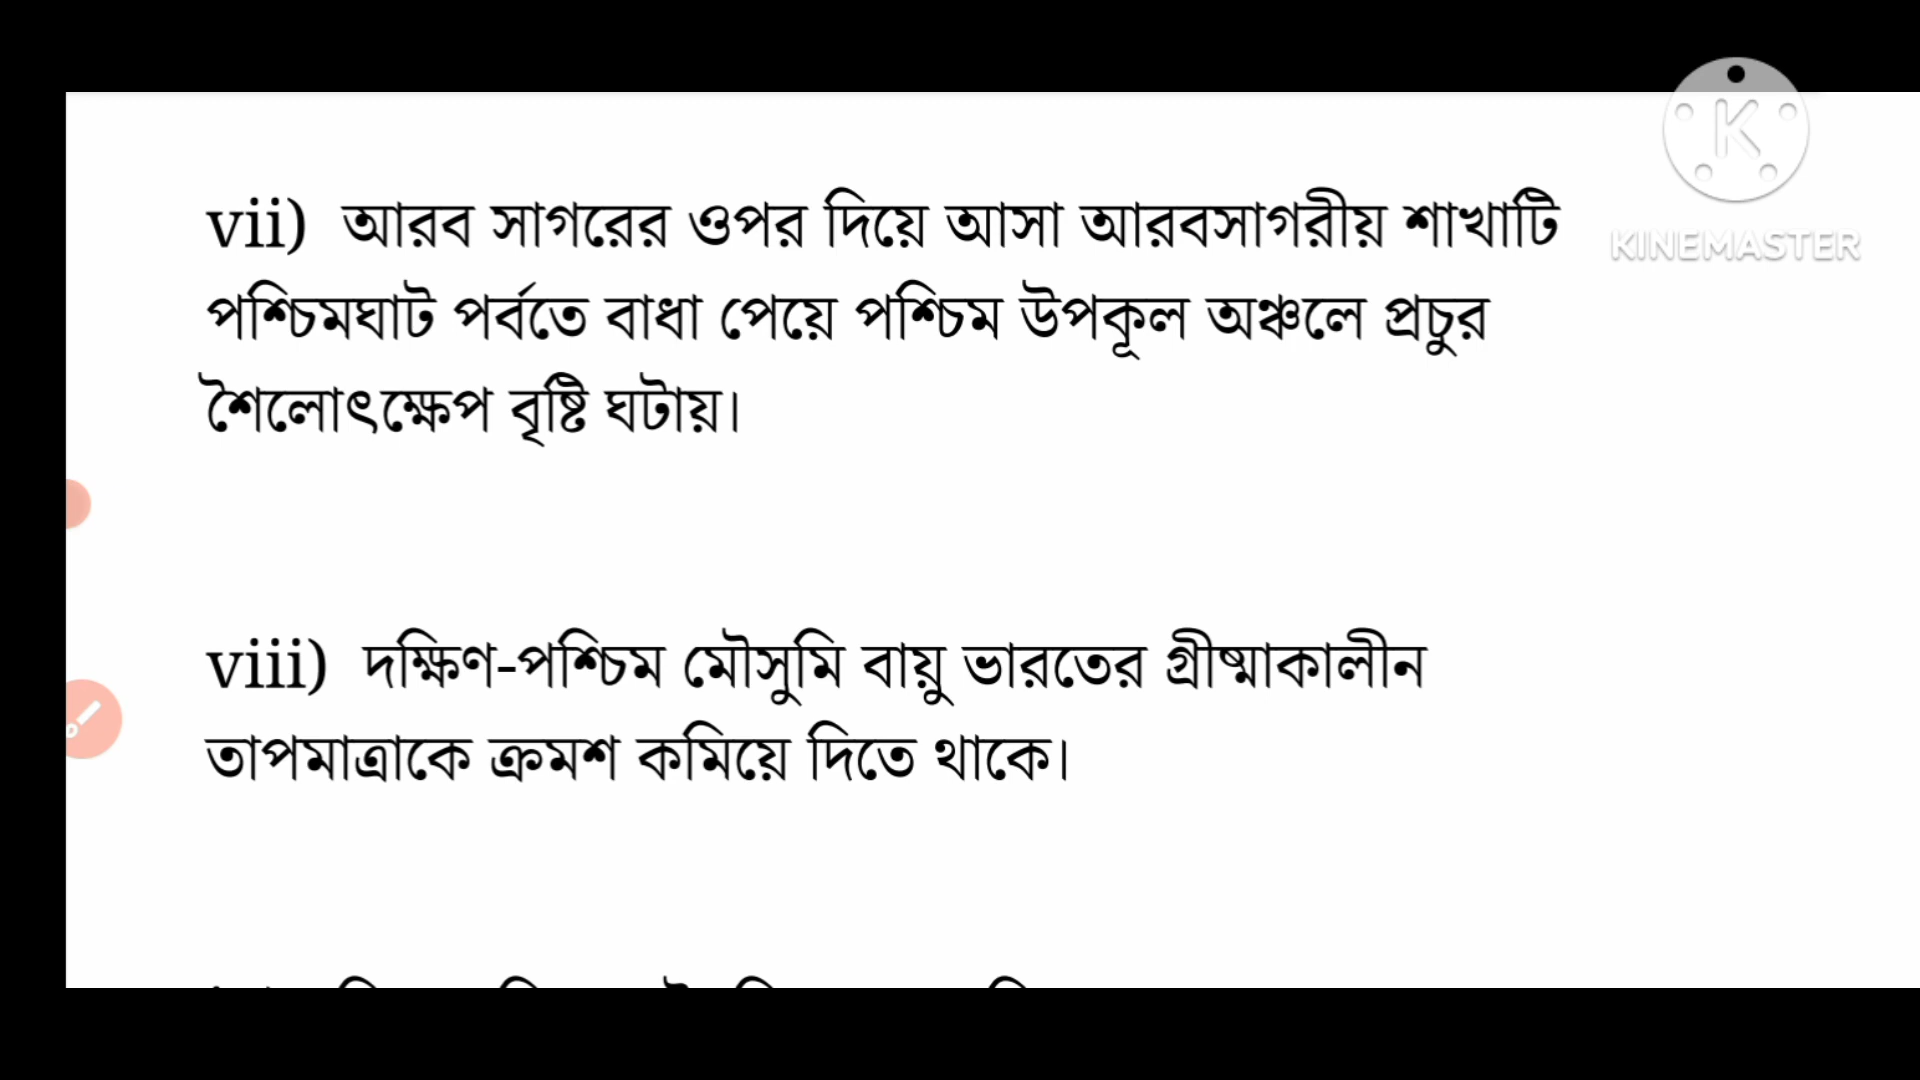 vii) আরব সাগরের ওপর দিয়ে আসা আরবসাগরীয় শাখাটি
পশ্চিমঘাট পর্বতে বাধা পেয়ে পশ্চিম উপকূল অঞ্চলে প্রচুর
শৈলোৎক্ষেপ বৃষ্টি ঘটায়।
viii) দক্ষিণ-পশ্চিম মৌসুমি বায়ু ভারতের গ্রীষ্মাকালীন
তাপমাত্রাকে ক্রমশ কমিয়ে দিতে থাকে।
K
KINEMASTER